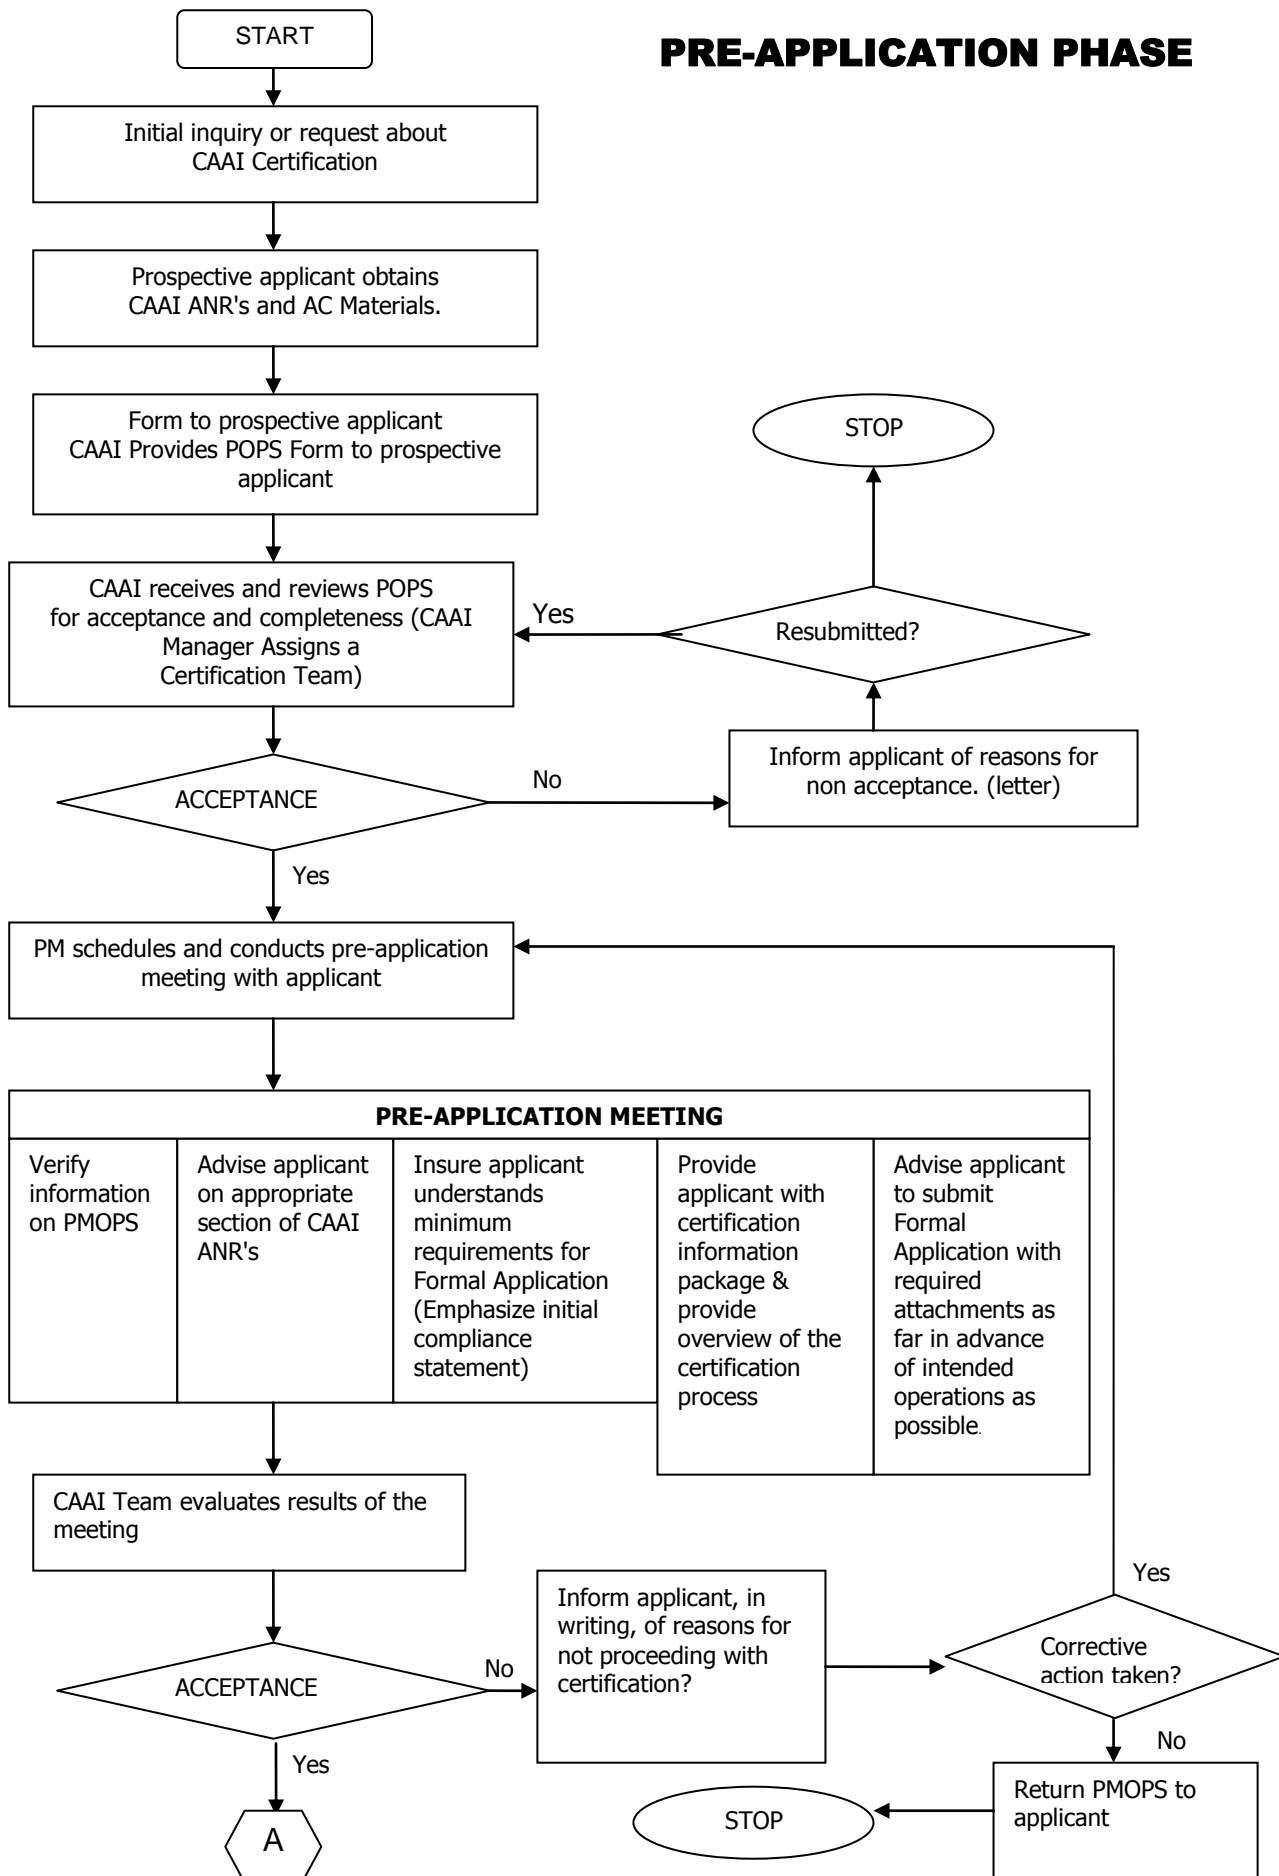 START
PRE-APPLICATION PHASE
Initial inquiry or request about
CAAI Certification
Prospective applicant obtains
CAAI ANR's and AC Materials.
Form to prospective applicant
CAAI Provides POPS Form to prospective
applicant
STOP
CAAI receives and reviews POPS
for acceptance and completeness (CAAI
Manager Assigns a
Certification Team)
Yes
Resubmitted?
ACCEPTANCE
No
Inform applicant of reasons for
non acceptance. (letter)
Yes
PM schedules and conducts pre-application
meeting with applicant
PRE-APPLICATION MEETING
Verify
information
on PMOPS
Advise applicant
on appropriate
section of CAAI
ANR's
Insure applicant
understands
minimum
requirements for
Formal Application
(Emphasize initial
compliance
statement)
Provide
applicant with
certification
information
package &
provide
overview of the
certification
process
Advise applicant
to submit
Formal
Application with
required
attachments as
far in advance
of intended
operations as
possible.
CAAI Team evaluates results of the
meeting
ACCEPTANCE
No
Inform applicant, in
writing, of reasons for
not proceeding with
certification?
Yes
Corrective
action taken?
No
Return PMOPS to
applicant
STOP
Yes
A